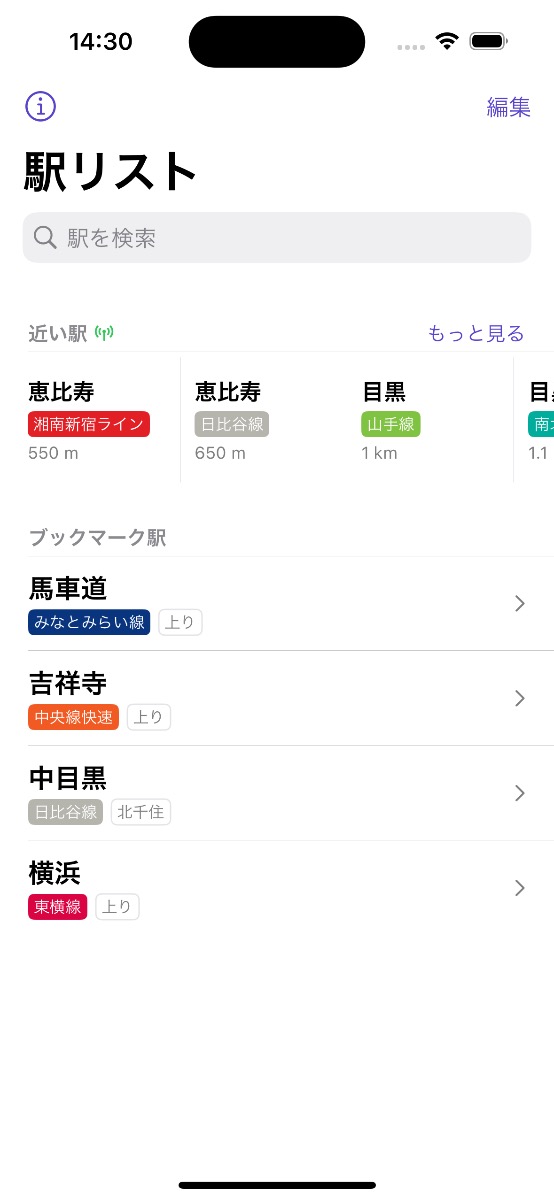 14:30
編集
駅リスト
駅を検索
近い駅 もっと見る
恵比寿
湘南新宿ライン
550 m
恵比寿
日比谷線
650 m
目黒
山手線
1 km
目
南
1.1
ブックマーク駅
馬車道
みなとみらい線 上り
吉祥寺
中央線快速 上り
中目黒
日比谷線 北千住
横浜
東横線 上り